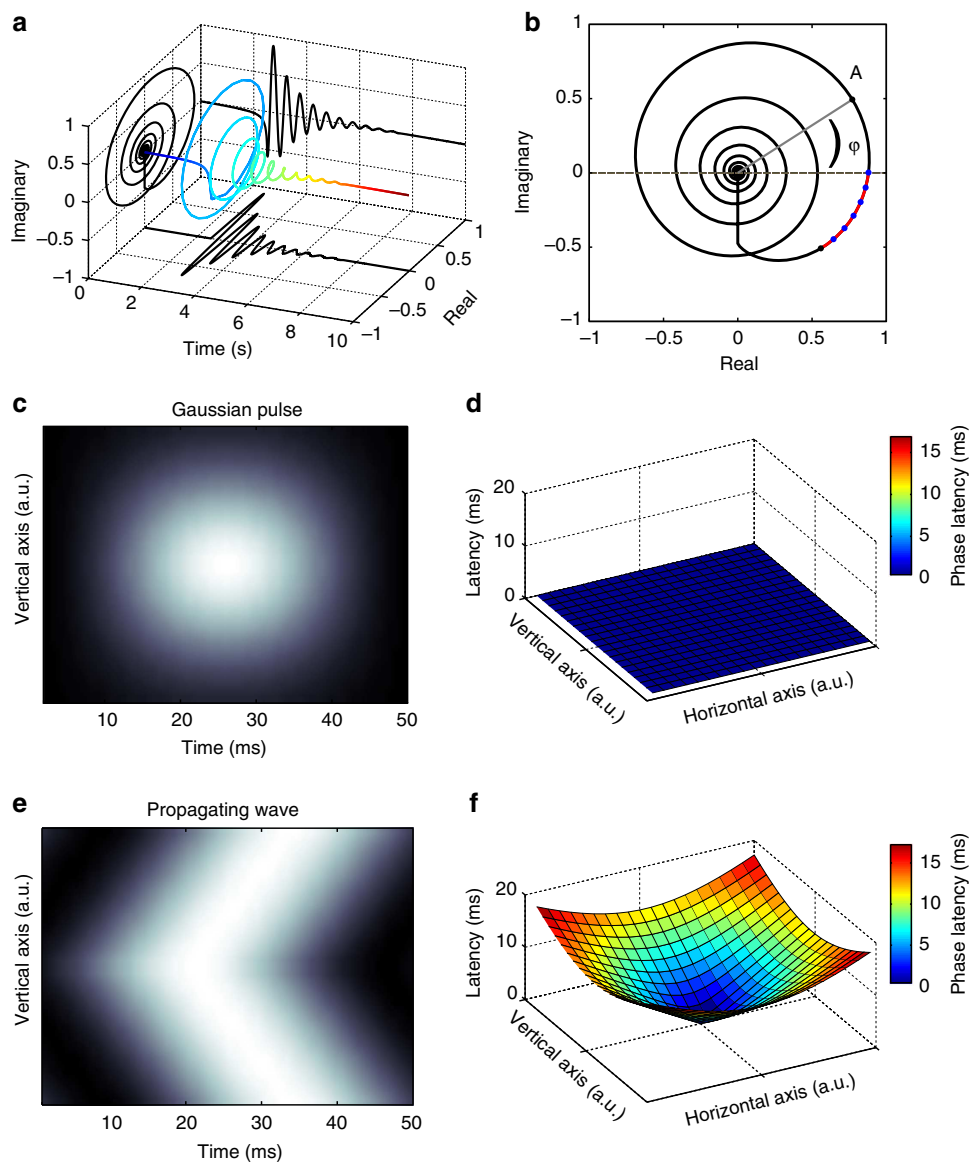 a
Imaginary
1
0.5
0
−0.5
−1
0
2
4
6
8
10
Time (s)
−1
−0.5
0
0.5
1
Real
b
Imaginary
1
0.5
0
−0.5
−1
−1
−0.5
0
0.5
1
Real
A
φ
c
Gaussian pulse
Vertical axis (a.u.)
10
20
30
40
50
Time (ms)
d
Latency (ms)
20
10
0
Vertical axis (a.u.)
Horizontal axis (a.u.)
15
10
5
0
Phase latency (ms)
e
Propagating wave
Vertical axis (a.u.)
10
20
30
40
50
Time (ms)
f
Latency (ms)
20
10
0
Vertical axis (a.u.)
Horizontal axis (a.u.)
15
10
5
0
Phase latency (ms)